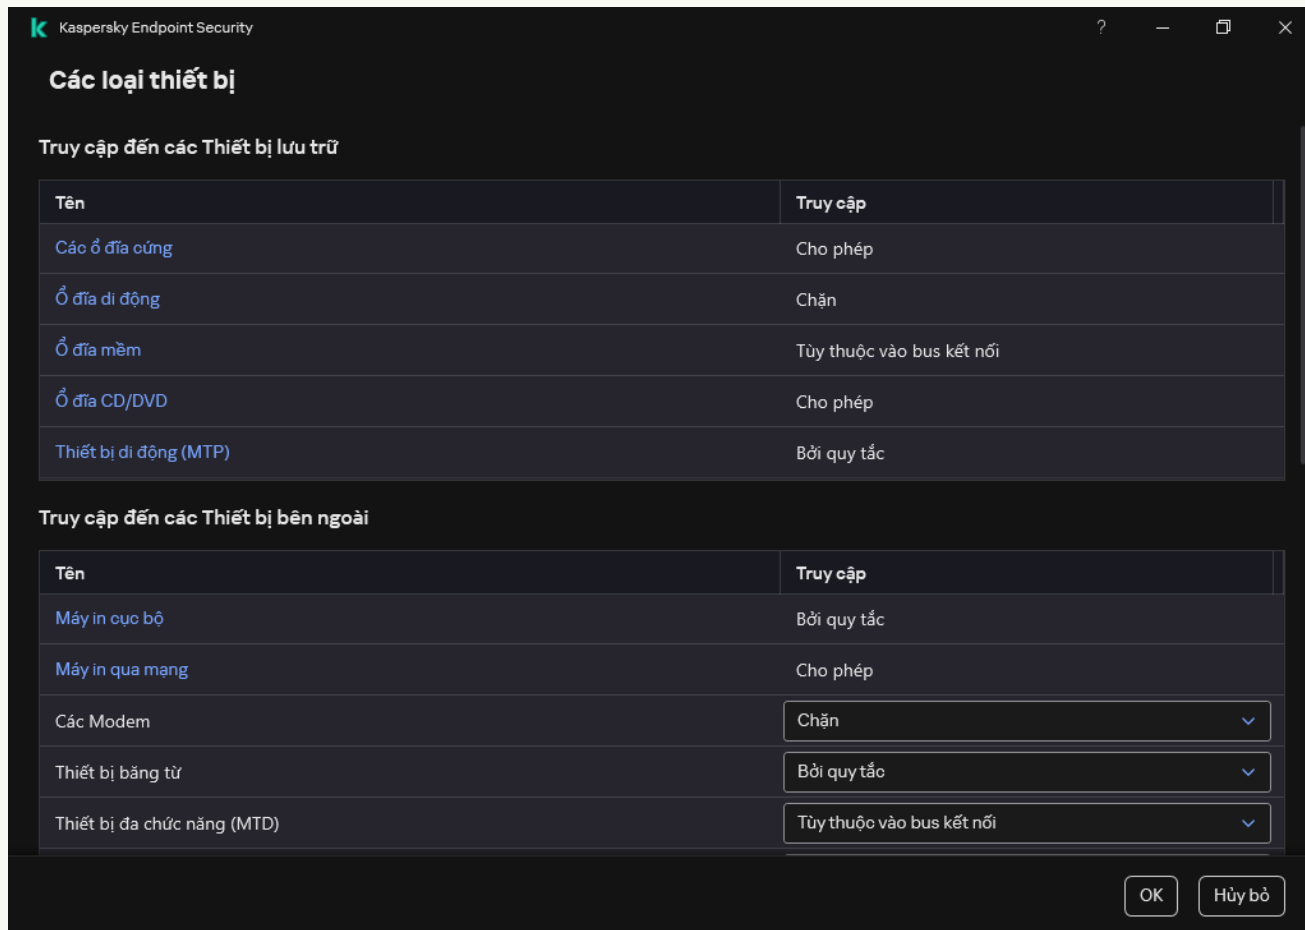 Kaspersky Endpoint Security
Các loại thiết bị
Truy cập đến các Thiết bị lưu trữ
Tên Truy cập
Các ổ đĩa cứng Cho phép
Ổ đĩa di động Chặn
Ổ đĩa mềm Tùy thuộc vào bus kết nối
Ổ đĩa CD/DVD Cho phép
Thiết bị di động (MTP) Bởi quy tắc
Truy cập đến các Thiết bị bên ngoài
Tên Truy cập
Máy in cục bộ Bởi quy tắc
Máy in qua mạng Cho phép
Các Modem Chặn
Thiết bị băng từ Bởi quy tắc
Thiết bị đa chức năng (MTD) Tùy thuộc vào bus kết nối
OK Hủy bỏ